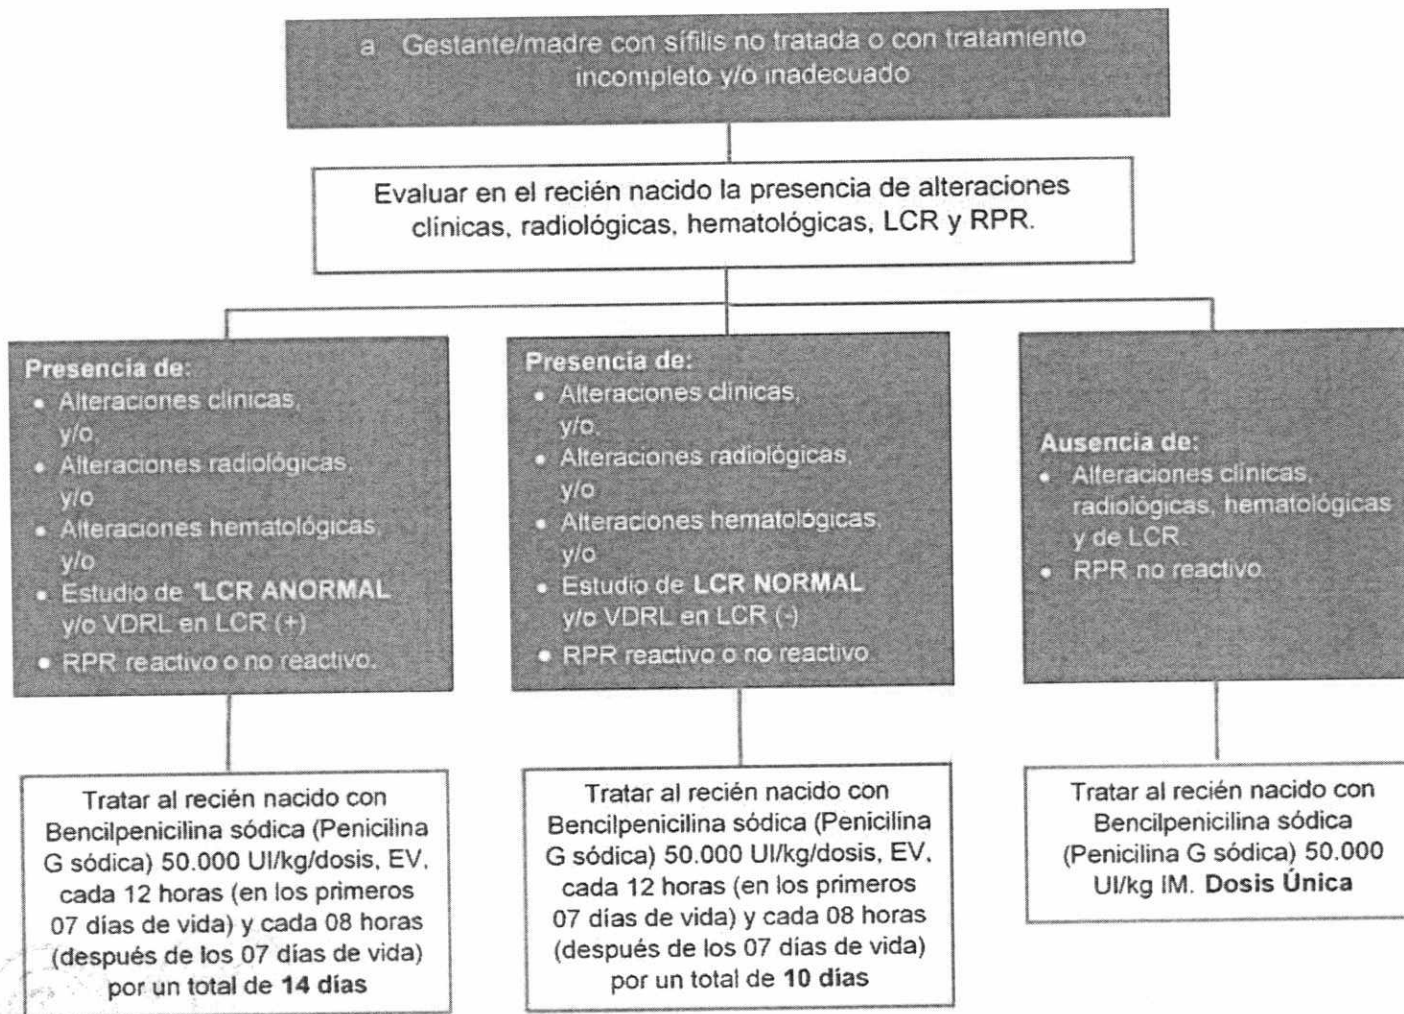 a Gestante/madre con sífilis no tratada o con tratamiento
incompleto y/o inadecuado
Evaluar en el recién nacido la presencia de alteraciones
clínicas, radiológicas, hematológicas, LCR y RPR.
Presencia de:
• Alteraciones clínicas,
y/o,
• Alteraciones radiológicas,
y/o
• Alteraciones hematológicas,
y/o
• Estudio de *LCR ANORMAL
y/o VDRL en LCR (+)
• RPR reactivo o no reactivo.
Presencia de:
• Alteraciones clinicas,
y/o,
• Alteraciones radiológicas,
y/o
• Alteraciones hematológicas,
y/o
• Estudio de LCR NORMAL
y/o VDRL en LCR (-)
• RPR reactivo o no reactivo
Ausencia de:
• Alteraciones clínicas,
radiológicas, hematológicas
y de LCR.
• RPR no reactivo.
Tratar al recién nacido con
Bencilpenicilina sódica (Penicilina
G sódica) 50.000 UI/kg/dosis, EV,
cada 12 horas (en los primeros
07 días de vida) y cada 08 horas
(después de los 07 días de vida)
por un total de 14 días
Tratar al recién nacido con
Bencilpenicilina sódica (Penicilina
G sódica) 50.000 UI/kg/dosis, EV,
cada 12 horas (en los primeros
07 días de vida) y cada 08 horas
(después de los 07 días de vida)
por un total de 10 días
Tratar al recién nacido con
Bencilpenicilina sódica
(Penicilina G sódica) 50.000
UI/kg IM. Dosis Única